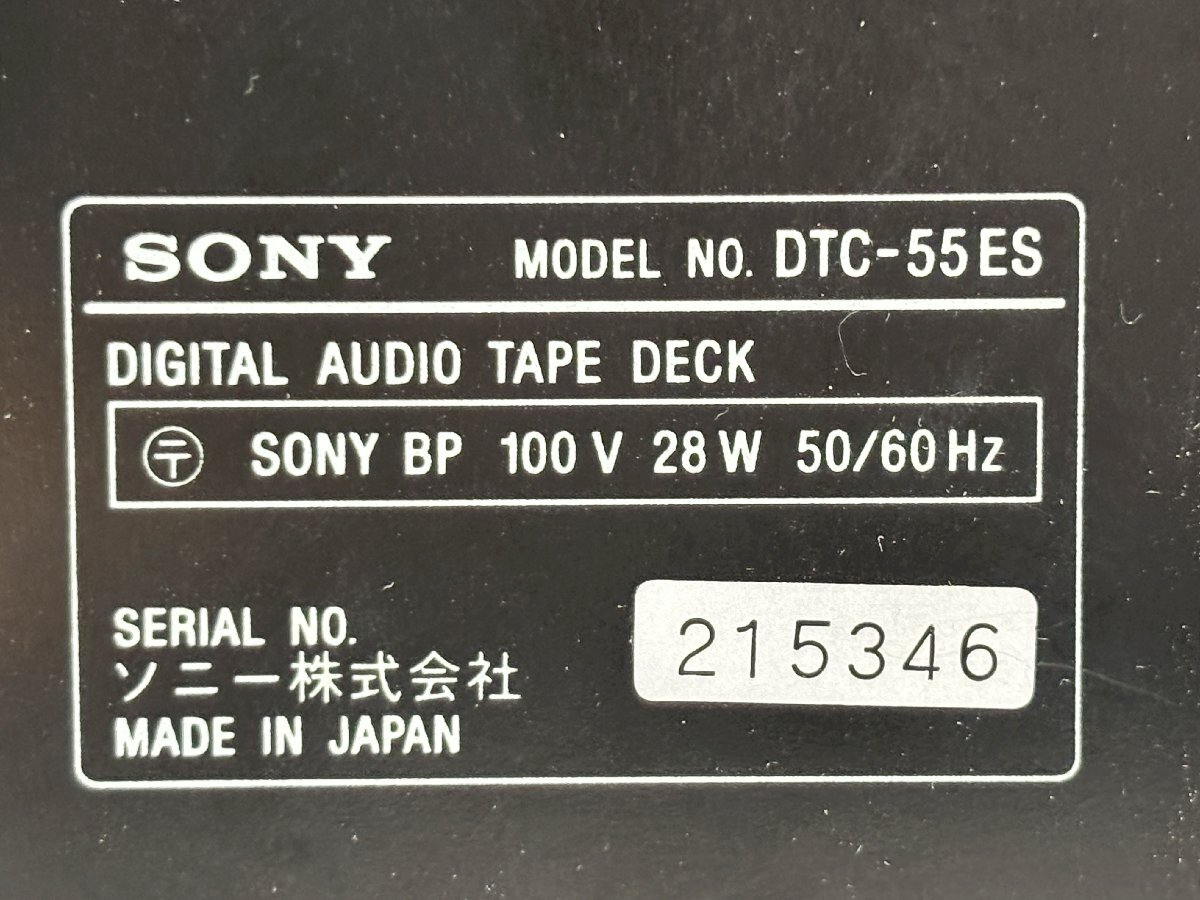 SONY MODEL NO. DTC-55ES
DIGITAL AUDIO TAPE DECK
〒 SONY BP 100V 28W 50/60Hz
SERIAL NO. 215346
ソニー株式会社
MADE IN JAPAN